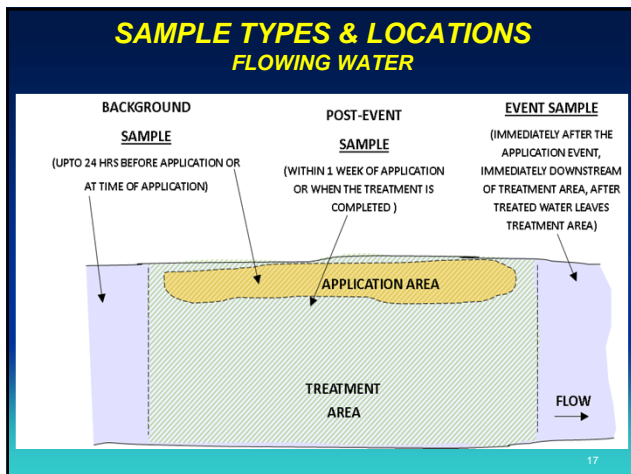 SAMPLE TYPES & LOCATIONS
FLOWING WATER
BACKGROUND
SAMPLE
(UPTO 24 HRS BEFORE APPLICATION OR
AT TIME OF APPLICATION)
POST-EVENT
SAMPLE
(WITHIN 1 WEEK OF APPLICATION
OR WHEN THE TREATMENT IS
COMPLETED )
EVENT SAMPLE
(IMMEDIATELY AFTER THE
APPLICATION EVENT,
IMMEDIATELY DOWNSTREAM
OF TREATMENT AREA, AFTER
TREATED WATER LEAVES
TREATMENT AREA)
APPLICATION AREA
TREATMENT
AREA
FLOW
17